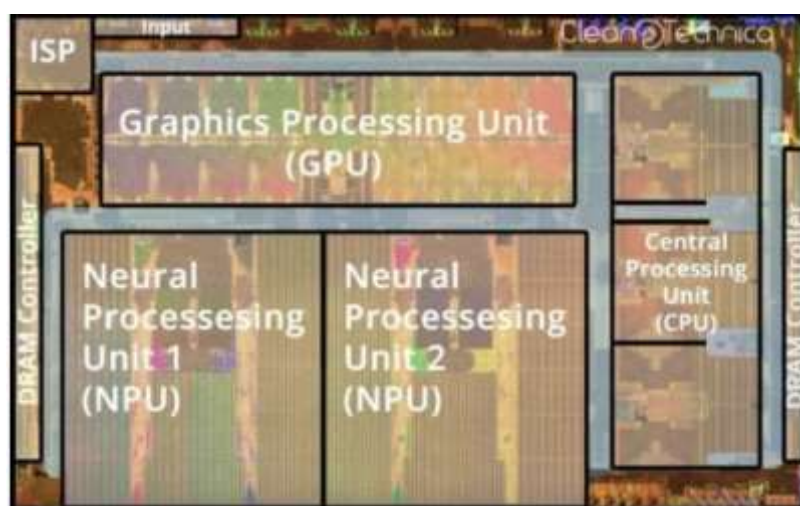 ISP
Input
CleanTechnica
Graphics Processing Unit
(GPU)
DRAM Controller
Neural
Processesing
Unit 1
(NPU)
Neural
Processesing
Unit 2
(NPU)
Central
Processing
Unit
(CPU)
DRAM Controller